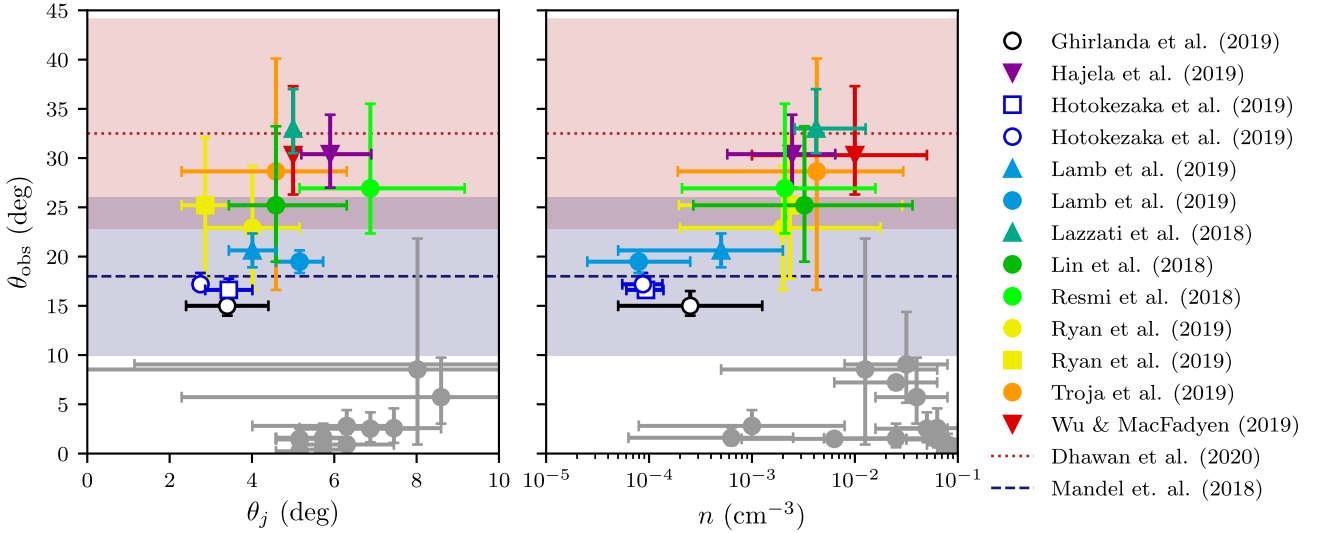 45
40
35
30
25
20
15
10
5
0
θobs (deg)
0 2 4 6 8 10
θj (deg)
10−5 10−4 10−3 10−2 10−1
n (cm−3)
Ghirlanda et al. (2019)
Hajela et al. (2019)
Hotokezaka et al. (2019)
Hotokezaka et al. (2019)
Lamb et al. (2019)
Lamb et al. (2019)
Lazzati et al. (2018)
Lin et al. (2018)
Resmi et al. (2018)
Ryan et al. (2019)
Ryan et al. (2019)
Troja et al. (2019)
Wu & MacFadyen (2019)
Dhawan et al. (2020)
Mandel et. al. (2018)